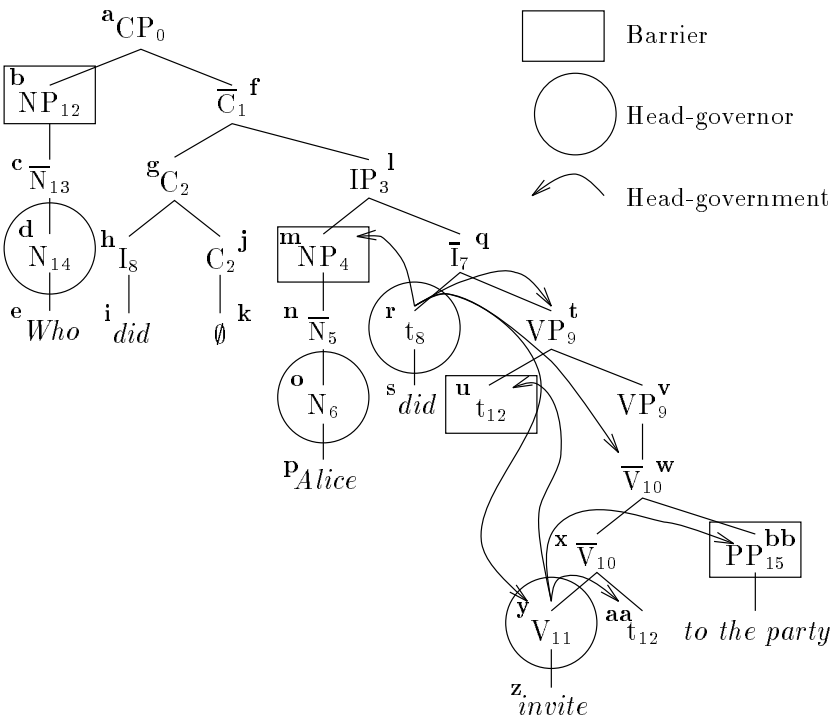 a CP0
Barrier
b NP12
C̅1 f
Head-governor
c N̅13
g C2
IP3 l
Head-government
d N14
h I8
C2 j
m NP4
I̅7 q
e Who
i did
∅ k
n N̅5
r t8
VP9 t
o N6
s did
u t12
VP9 v
p Alice
V̅10 w
x V̅10
PP15 bb
y V11
aa t12
to the party
z invite